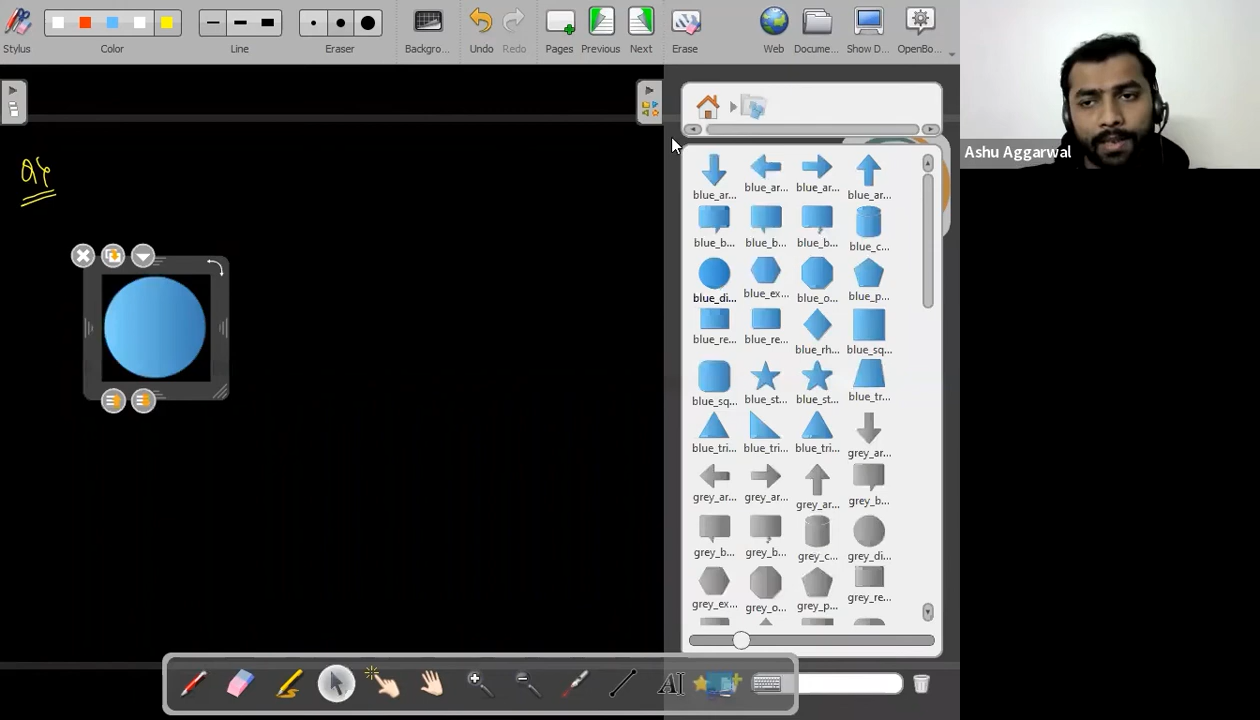 Stylus Color Line Eraser Backgro... Undo Redo Pages Previous Next Erase Web Docume... Show D... OpenBo...
Ashu Aggarwal
blue_ar... blue_ar... blue_ar... blue_ar...
blue_b... blue_b... blue_b... blue_c...
blue_di... blue_ex... blue_o... blue_p...
blue_re... blue_re... blue_rh... blue_sq...
blue_sq... blue_st... blue_st... blue_tr...
blue_tri... blue_tri... blue_tri... grey_ar...
grey_ar... grey_ar... grey_ar... grey_b...
grey_b... grey_b... grey_c... grey_di...
grey_ex... grey_o... grey_p... grey_re...
AI